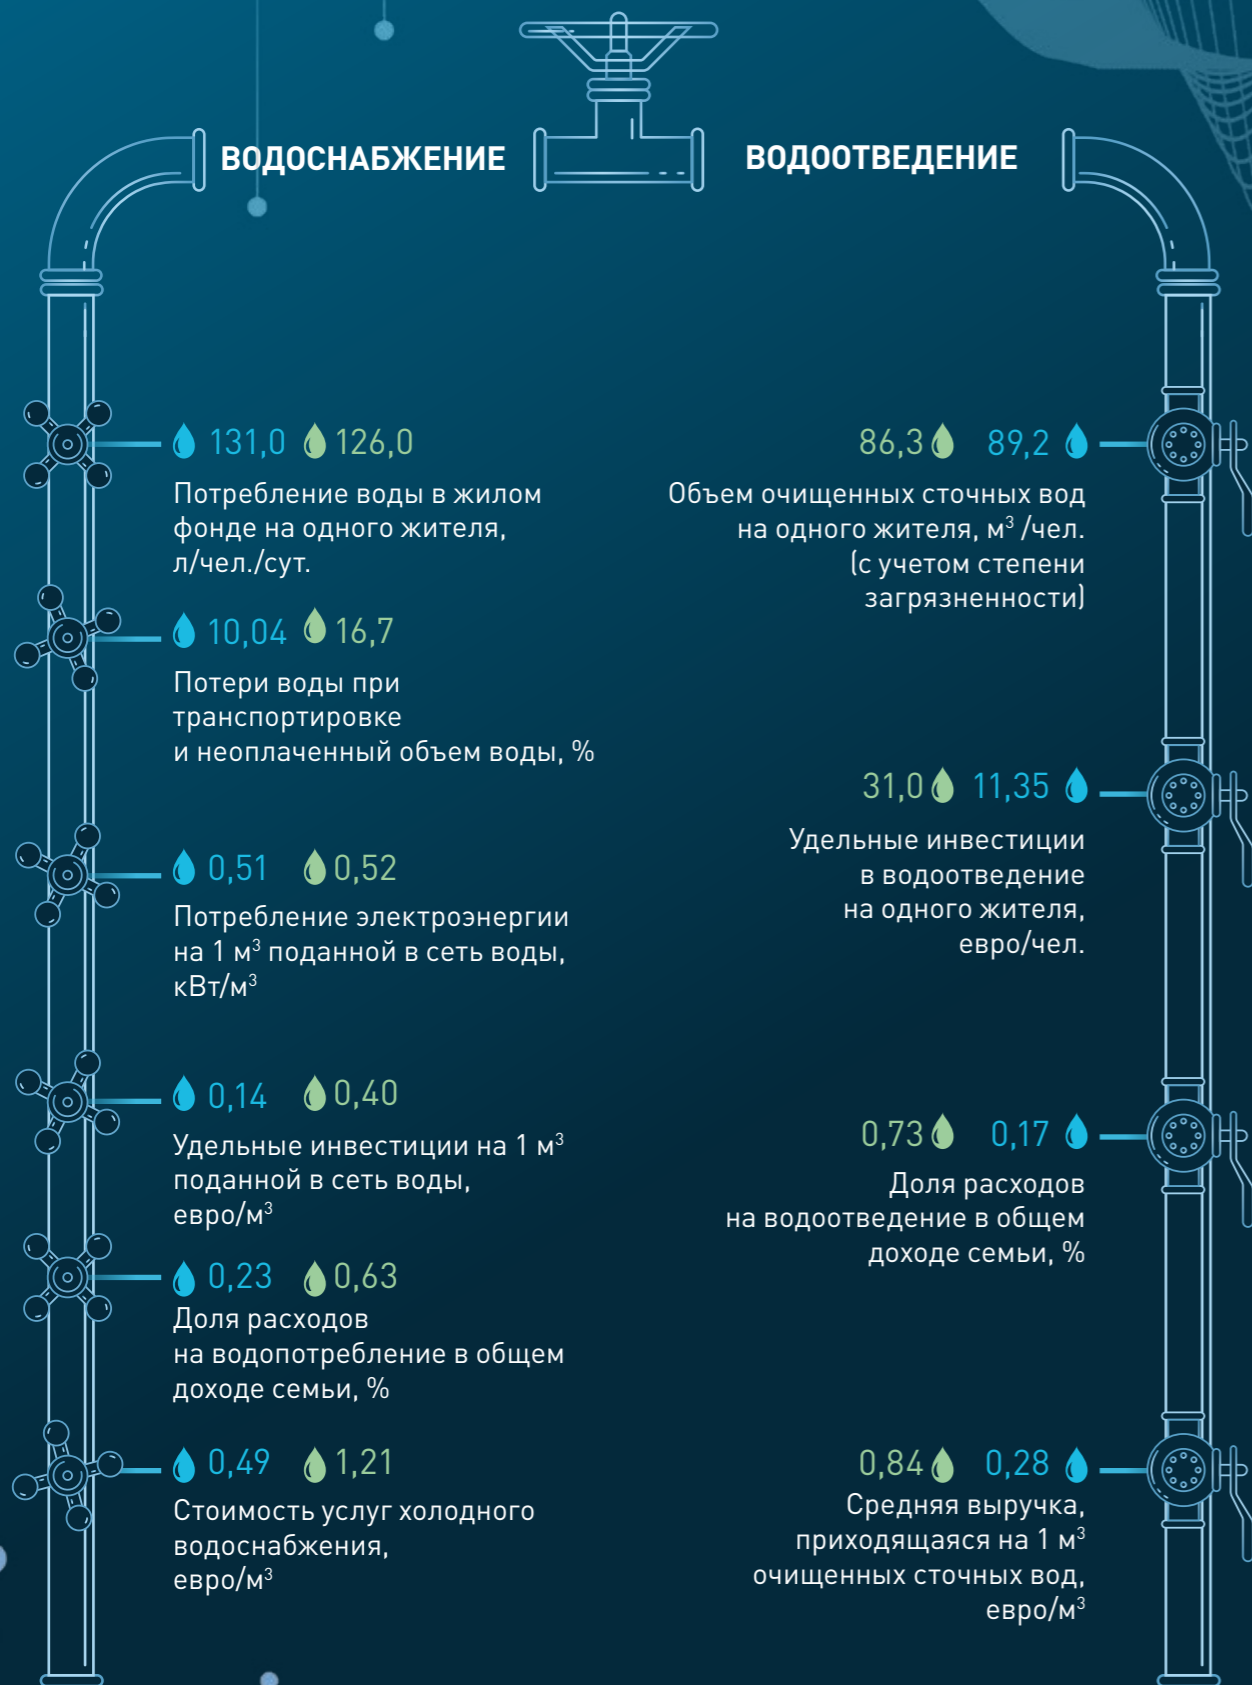 ВОДОСНАБЖЕНИЕ
131,0 126,0
Потребление воды в жилом
фонде на одного жителя,
л/чел./сут.
10,04 16,7
Потери воды при
транспортировке
и неоплаченный объем воды, %
0,51 0,52
Потребление электроэнергии
на 1 м³ поданной в сеть воды,
кВт/м³
0,14 0,40
Удельные инвестиции на 1 м³
поданной в сеть воды,
евро/м³
0,23 0,63
Доля расходов
на водопотребление в общем
доходе семьи, %
0,49 1,21
Стоимость услуг холодного
водоснабжения,
евро/м³
ВОДООТВЕДЕНИЕ
86,3 89,2
Объем очищенных сточных вод
на одного жителя, м³ /чел.
(с учетом степени
загрязненности)
31,0 11,35
Удельные инвестиции
в водоотведение
на одного жителя,
евро/чел.
0,73 0,17
Доля расходов
на водоотведение в общем
доходе семьи, %
0,84 0,28
Средняя выручка,
приходящаяся на 1 м³
очищенных сточных вод,
евро/м³